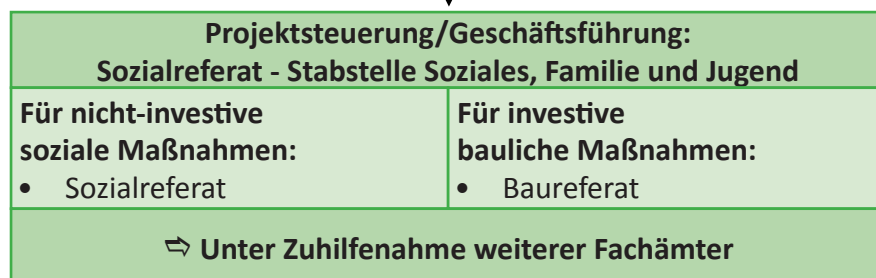 Projektsteuerung/Geschäftsführung:
Sozialreferat - Stabstelle Soziales, Familie und Jugend
Für nicht-investive
soziale Maßnahmen:
• Sozialreferat
Für investive
bauliche Maßnahmen:
• Baureferat
⇨ Unter Zuhilfenahme weiterer Fachämter